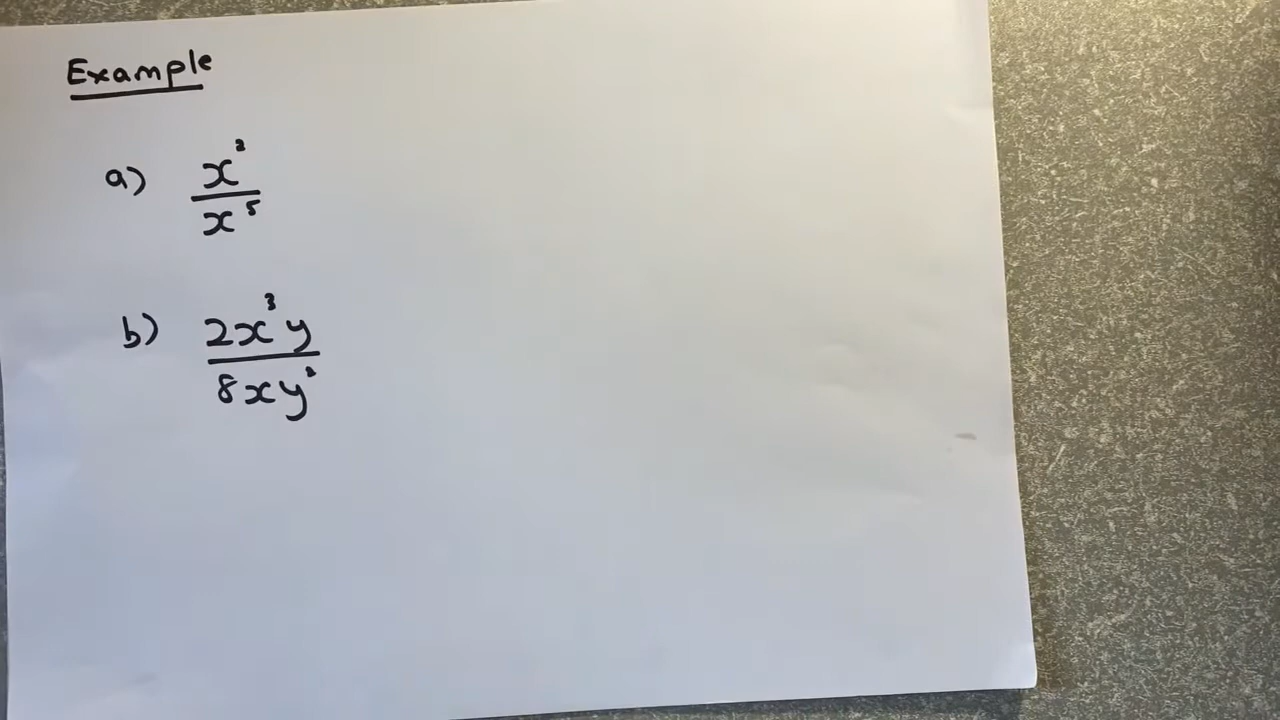 Example
a) x² / x⁵
b) 2x³y / 8xy²